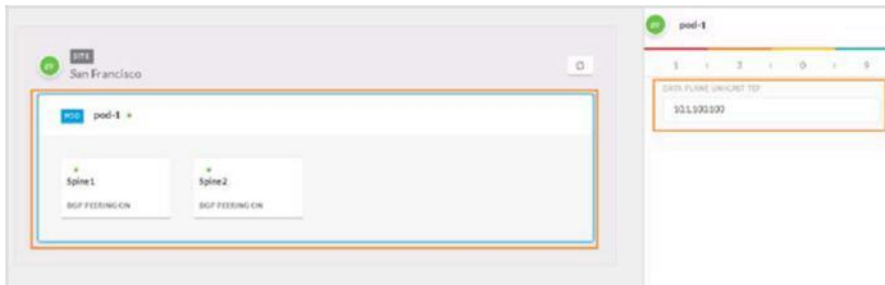 SITE
San Francisco
POD pod-1
Spine1
BGP PEERING ON
Spine2
BGP PEERING ON
pod-1
DATA PLANE UNICAST TEP
10.1.100.100